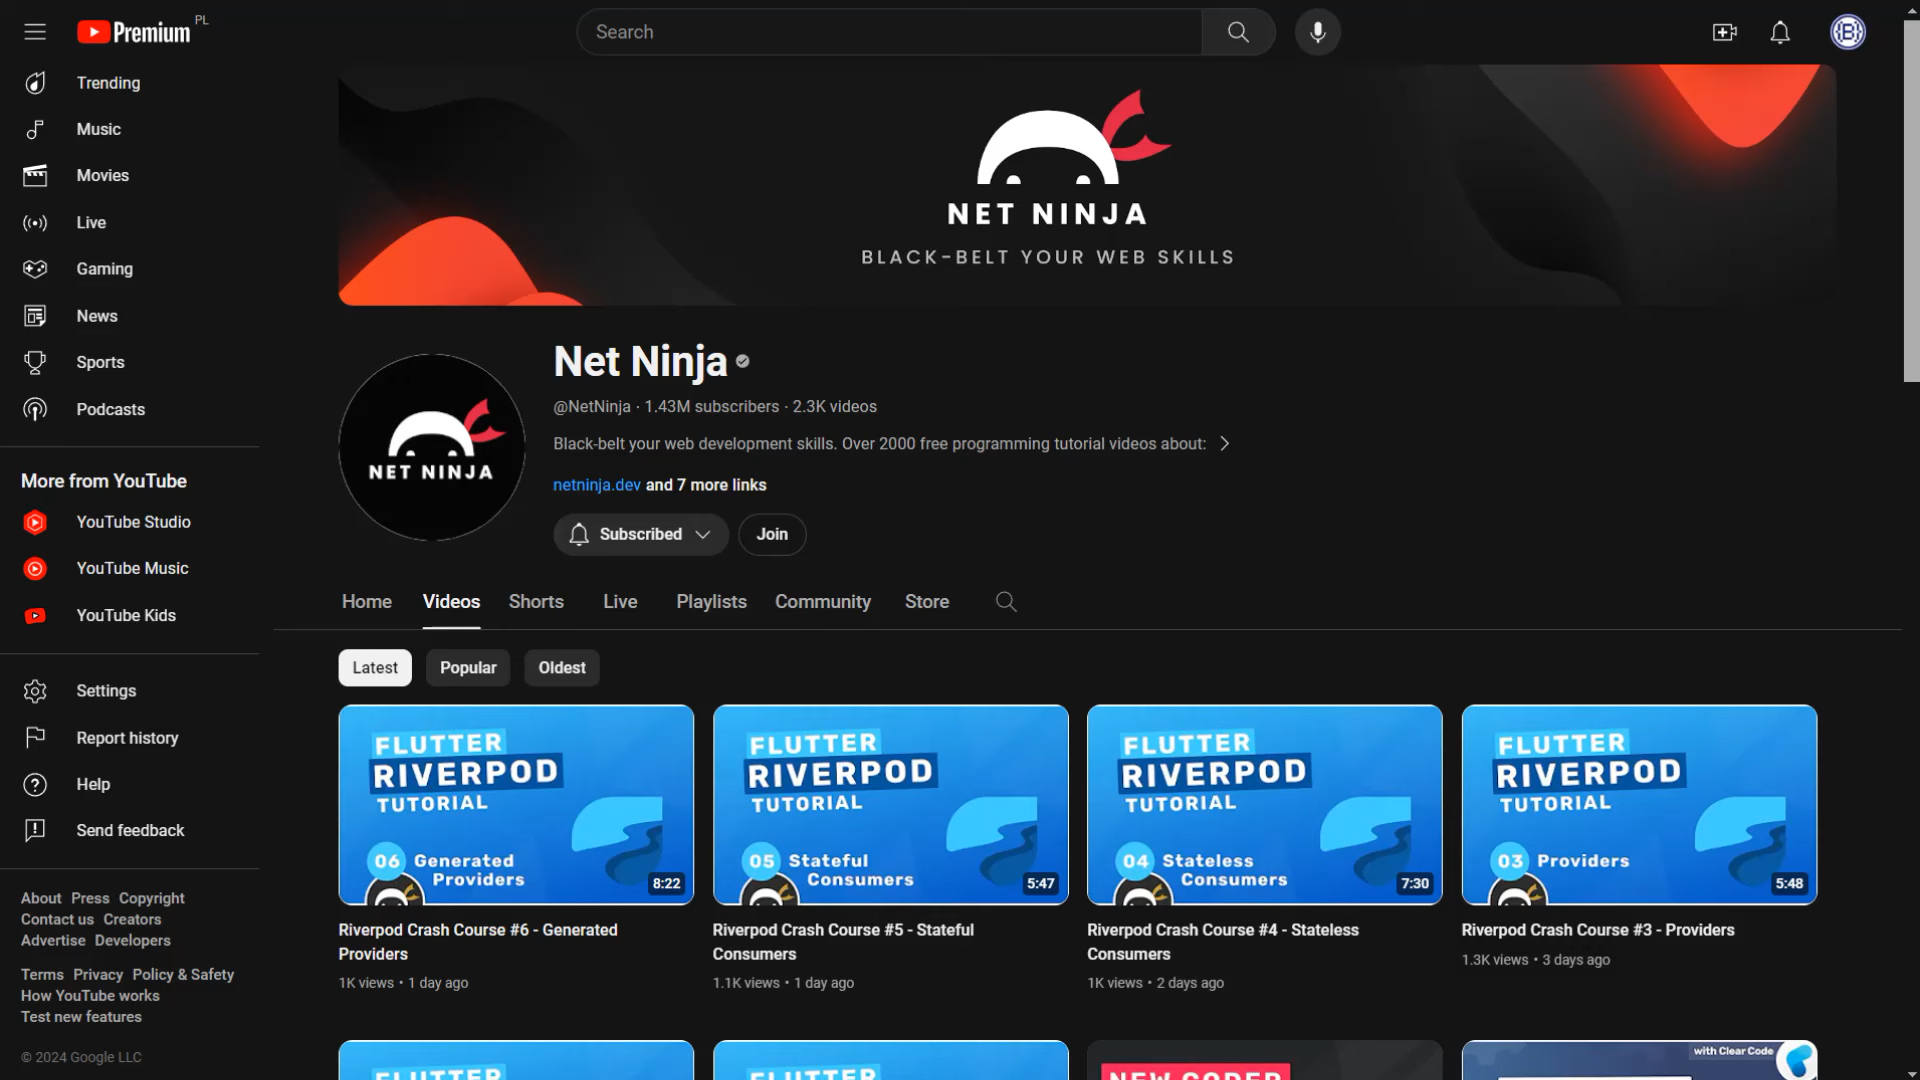 Premium PL
Search
Trending
Music
Movies
Live
Gaming
News
Sports
Podcasts
More from YouTube
YouTube Studio
YouTube Music
YouTube Kids
Settings
Report history
Help
Send feedback
About Press Copyright
Contact us Creators
Advertise Developers
Terms Privacy Policy & Safety
How YouTube works
Test new features
© 2024 Google LLC
NET NINJA
BLACK-BELT YOUR WEB SKILLS
NET NINJA
Net Ninja
@NetNinja · 1.43M subscribers · 2.3K videos
Black-belt your web development skills. Over 2000 free programming tutorial videos about:
netninja.dev and 7 more links
Subscribed
Join
Home Videos Shorts Live Playlists Community Store
Latest Popular Oldest
FLUTTER
RIVERPOD
TUTORIAL
06 Generated
Providers
8:22
Riverpod Crash Course #6 - Generated
Providers
1K views • 1 day ago
FLUTTER
RIVERPOD
TUTORIAL
05 Stateful
Consumers
5:47
Riverpod Crash Course #5 - Stateful
Consumers
1.1K views • 1 day ago
FLUTTER
RIVERPOD
TUTORIAL
04 Stateless
Consumers
7:30
Riverpod Crash Course #4 - Stateless
Consumers
1K views • 2 days ago
FLUTTER
RIVERPOD
TUTORIAL
03 Providers
5:48
Riverpod Crash Course #3 - Providers
1.3K views • 3 days ago
FLUTTER
FLUTTER
NEW CODER
with Clear Code